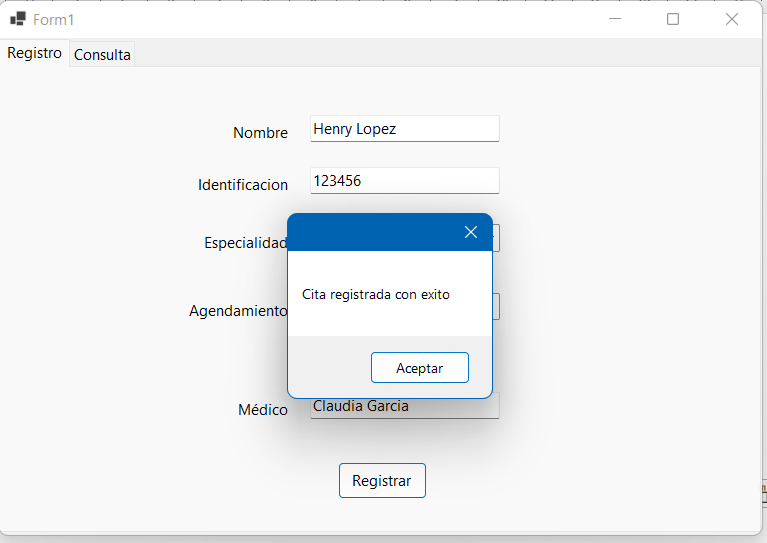 Form1
Registro Consulta
Nombre Henry Lopez
Identificacion 123456
Especialidad
Cita registrada con exito
Agendamiento
Aceptar
Médico Claudia Garcia
Registrar